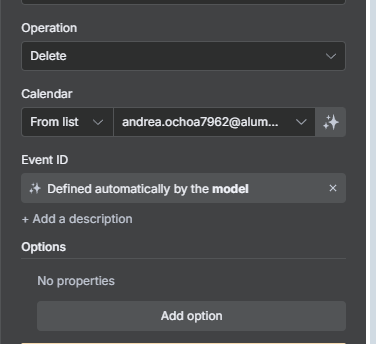 Operation
Delete
Calendar
From list
andrea.ochoa7962@alum...
Event ID
Defined automatically by the model
+ Add a description
Options
No properties
Add option